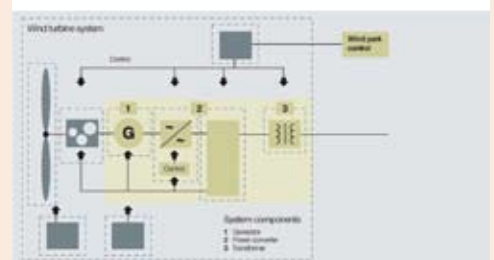 Wind turbine system
Wind park
control
Control
1
2
3
G
Control
System components
1 Generator
2 Power converter
3 Transformer